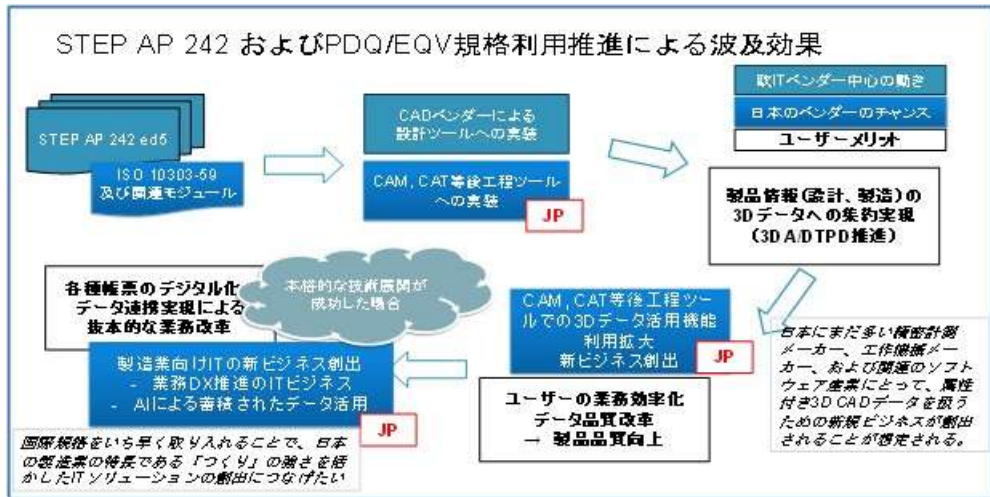 STEP AP 242 およびPDQ/EQV規格利用推進による波及効果
STEP AP 242 ed5
ISO 10303-59
及び関連モジュール
CADベンダーによる
設計ツールへの実装
CAM, CAT等後工程ツール
への実装
JP
欧ITベンダー中心の動き
日本のベンダーのチャンス
ユーザーメリット
製品情報(設計、製造)の
3Dデータへの集約実現
(3DA/DTPD推進)
日本にまだ多い精密計測
メーカー、工作機械メー
カー、および関連のソフト
ウェア産業にとって、属性
付き3D CADデータを扱う
ための新規ビジネスが創出
されることが想定される。
CAM, CAT等後工程ツー
ルでの3Dデータ活用機能
利用拡大
新ビジネス創出
JP
ユーザーの業務効率化
データ品質改革
→ 製品品質向上
本格的な技術展開が
成功した場合
各種帳票のデジタル化
データ連携実現による
抜本的な業務改革
製造業向けITの新ビジネス創出
- 業務DX推進のITビジネス
- AIによる蓄積されたデータ活用
JP
国際規格をいち早く取り入れることで、日本
の製造業の特長である「つくり」の強さを活
かしたITソリューションの創出につなげたい